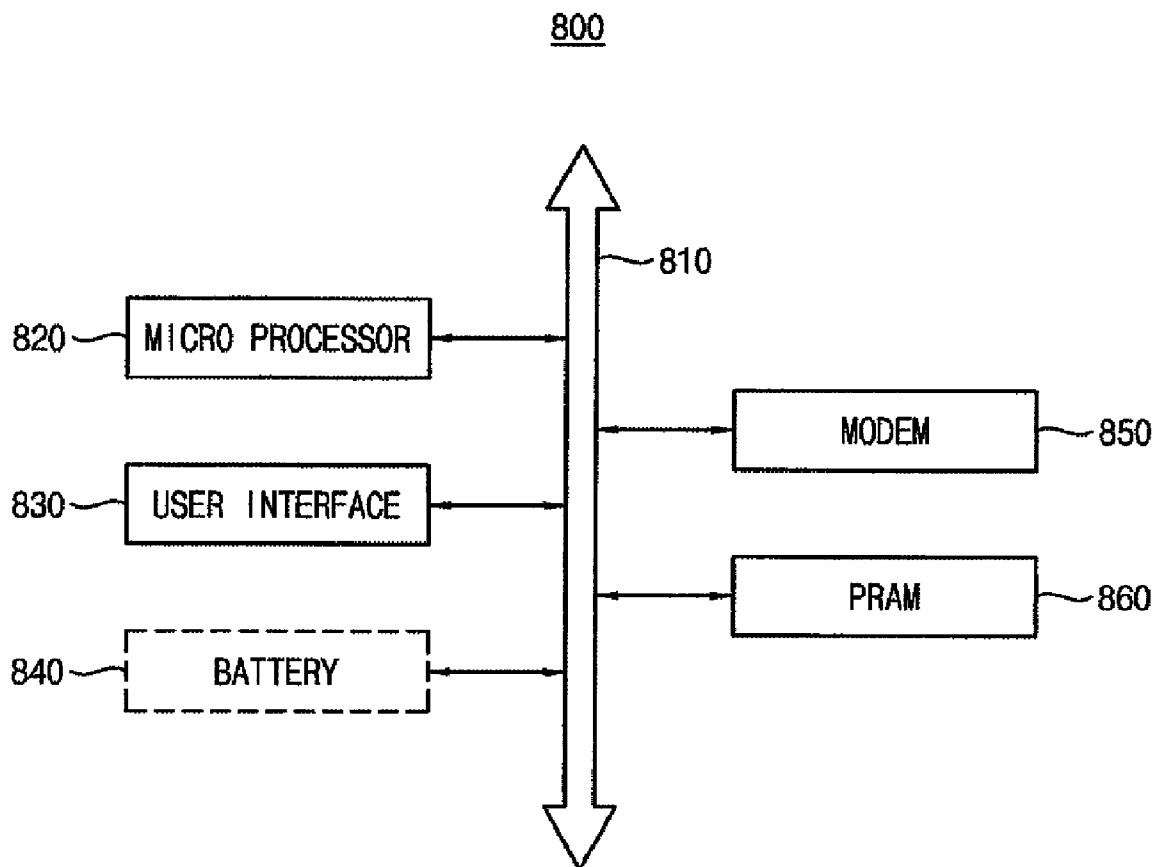 800
810
820 MICRO PROCESSOR
MODEM 850
830 USER INTERFACE
PRAM 860
840 BATTERY